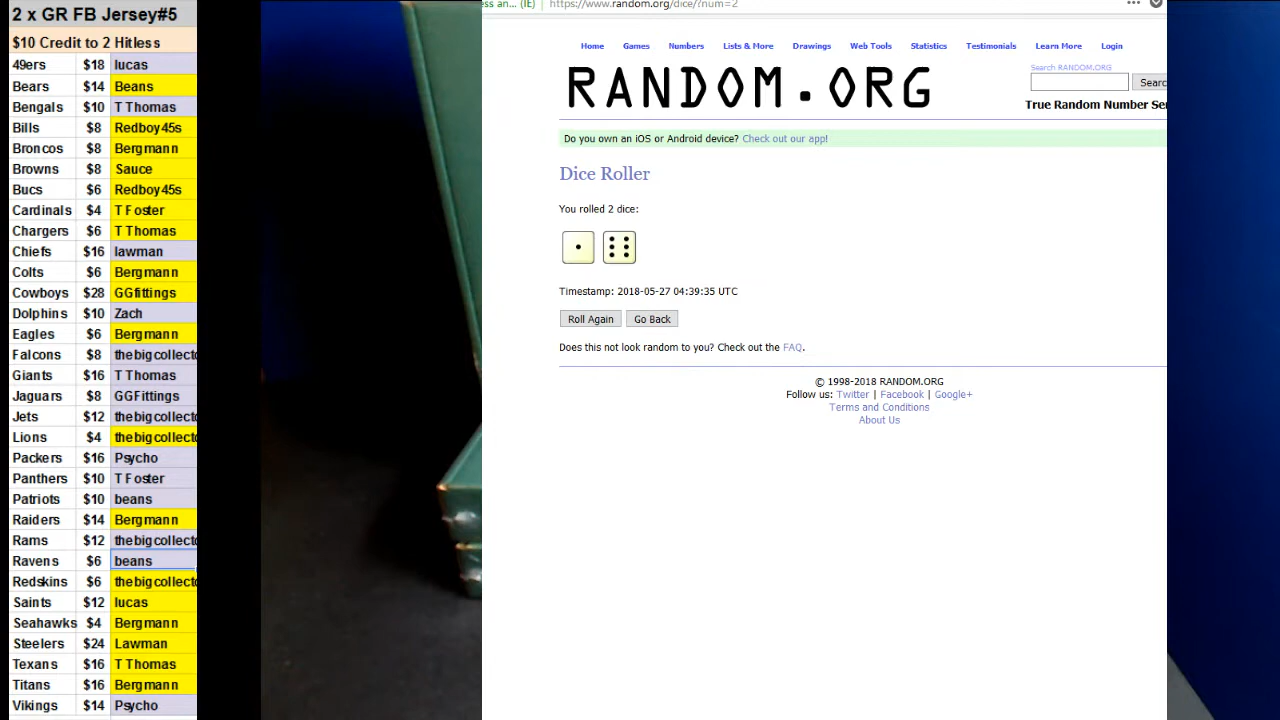 2 x GR FB Jersey#5
$10 Credit to 2 Hitless
49ers $18 lucas
Bears $14 Beans
Bengals $10 T Thomas
Bills $8 Redboy45s
Broncos $8 Bergmann
Browns $8 Sauce
Bucs $6 Redboy45s
Cardinals $4 T Foster
Chargers $6 T Thomas
Chiefs $16 lawman
Colts $6 Bergmann
Cowboys $28 GGfittings
Dolphins $10 Zach
Eagles $6 Bergmann
Falcons $8 thebigcollecto
Giants $16 T Thomas
Jaguars $8 GGFittings
Jets $12 thebigcollecto
Lions $4 thebigcollecto
Packers $16 Psycho
Panthers $10 T Foster
Patriots $10 beans
Raiders $14 Bergmann
Rams $12 thebigcollecto
Ravens $6 beans
Redskins $6 thebigcollecto
Saints $12 lucas
Seahawks $4 Bergmann
Steelers $24 Lawman
Texans $16 T Thomas
Titans $16 Bergmann
Vikings $14 Psycho
ess an... (IE) https://www.random.org/dice/?num=2
Home Games Numbers Lists & More Drawings Web Tools Statistics Testimonials Learn More Login
RANDOM.ORG
Search RANDOM.ORG
Searc
True Random Number Ser
Do you own an iOS or Android device? Check out our app!
Dice Roller
You rolled 2 dice:
Timestamp: 2018-05-27 04:39:35 UTC
Roll Again Go Back
Does this not look random to you? Check out the FAQ.
© 1998-2018 RANDOM.ORG
Follow us: Twitter | Facebook | Google+
Terms and Conditions
About Us